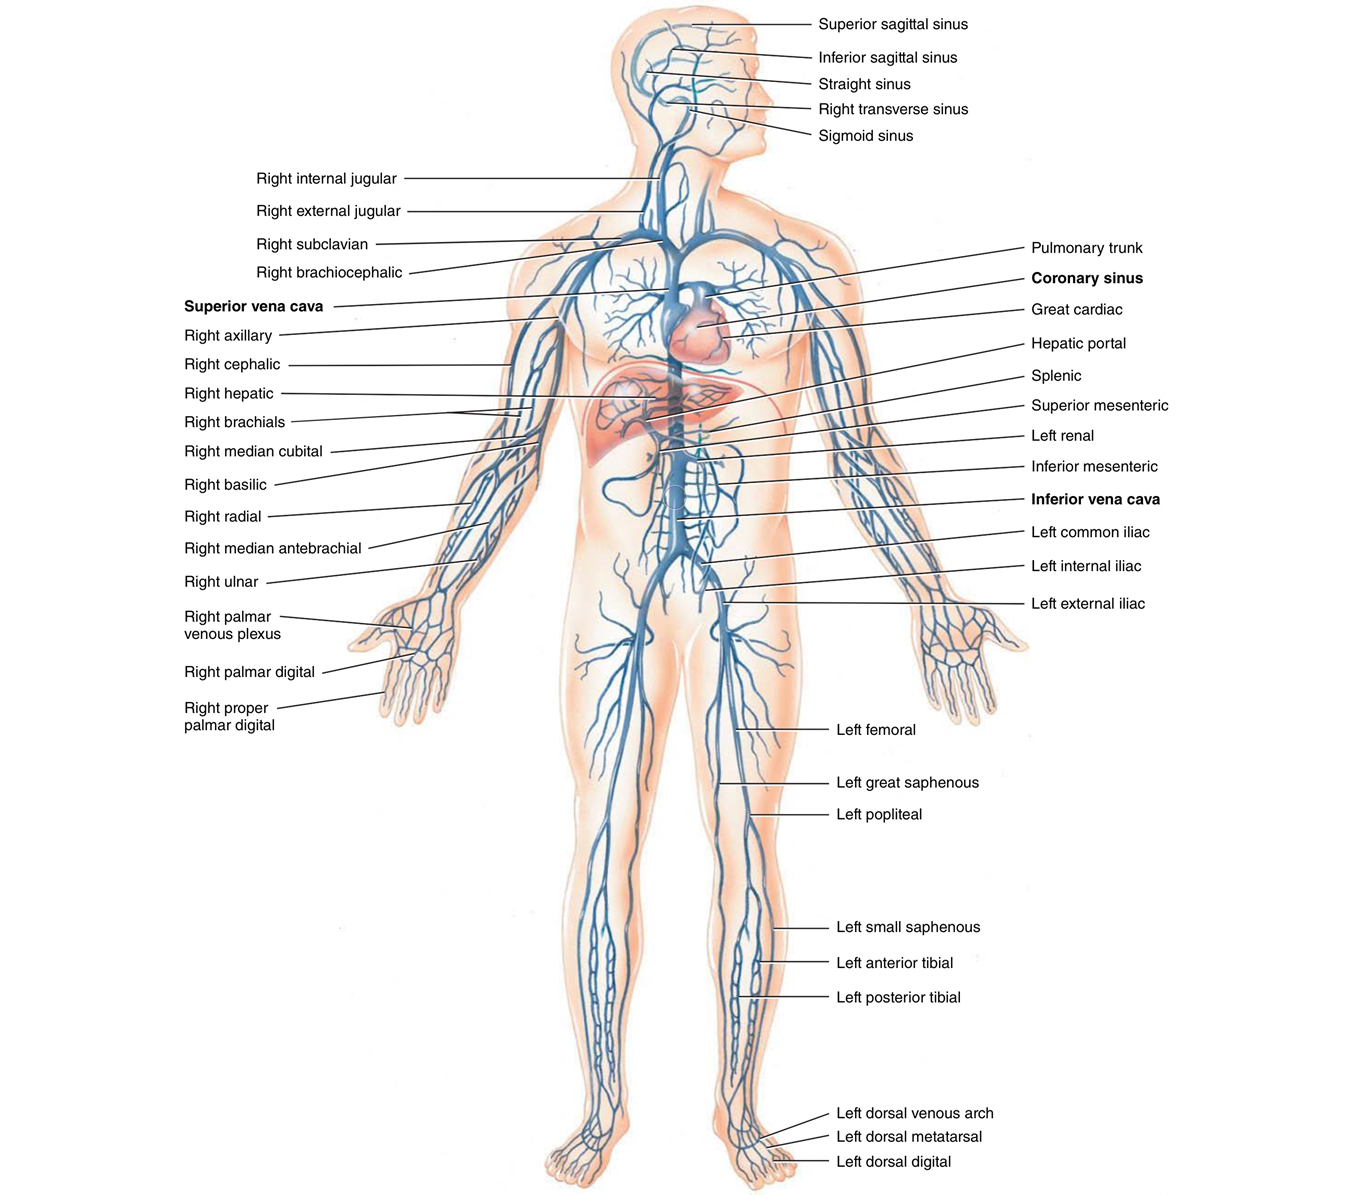 Superior sagittal sinus
Inferior sagittal sinus
Straight sinus
Right transverse sinus
Sigmoid sinus
Right internal jugular
Right external jugular
Right subclavian
Right brachiocephalic
Superior vena cava
Right axillary
Right cephalic
Right hepatic
Right brachials
Right median cubital
Right basilic
Right radial
Right median antebrachial
Right ulnar
Right palmar
venous plexus
Right palmar digital
Right proper
palmar digital
Pulmonary trunk
Coronary sinus
Great cardiac
Hepatic portal
Splenic
Superior mesenteric
Left renal
Inferior mesenteric
Inferior vena cava
Left common iliac
Left internal iliac
Left external iliac
Left femoral
Left great saphenous
Left popliteal
Left small saphenous
Left anterior tibial
Left posterior tibial
Left dorsal venous arch
Left dorsal metatarsal
Left dorsal digital